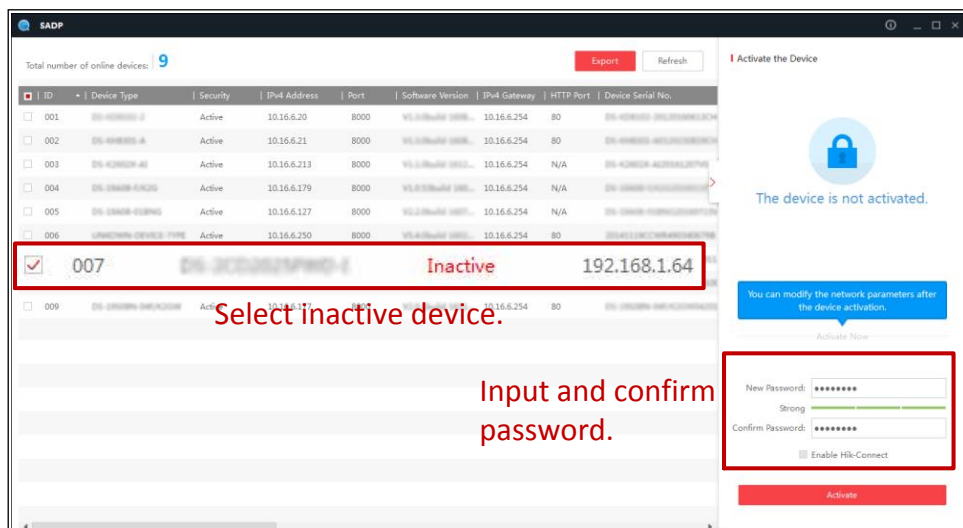 SADP
Total number of online devices: 9
Export
Refresh
ID
Device Type
Security
IPv4 Address
Port
Software Version
IPv4 Gateway
HTTP Port
Device Serial No.
001 Active 10.16.6.20 8000 10.16.6.254 80
002 Active 10.16.6.21 8000 10.16.6.254 80
003 Active 10.16.6.213 8000 10.16.6.254 N/A
004 Active 10.16.6.179 8000 10.16.6.254 N/A
005 Active 10.16.6.127 8000 10.16.6.254 N/A
006 Active 10.16.6.250 8000 10.16.6.254 80
007 Inactive 192.168.1.64
009 10.16.6.254 80
Select inactive device.
Input and confirm
password.
Activate the Device
The device is not activated.
You can modify the network parameters after
the device activation.
Activate Now
New Password:
Strong
Confirm Password:
Enable Hik-Connect
Activate